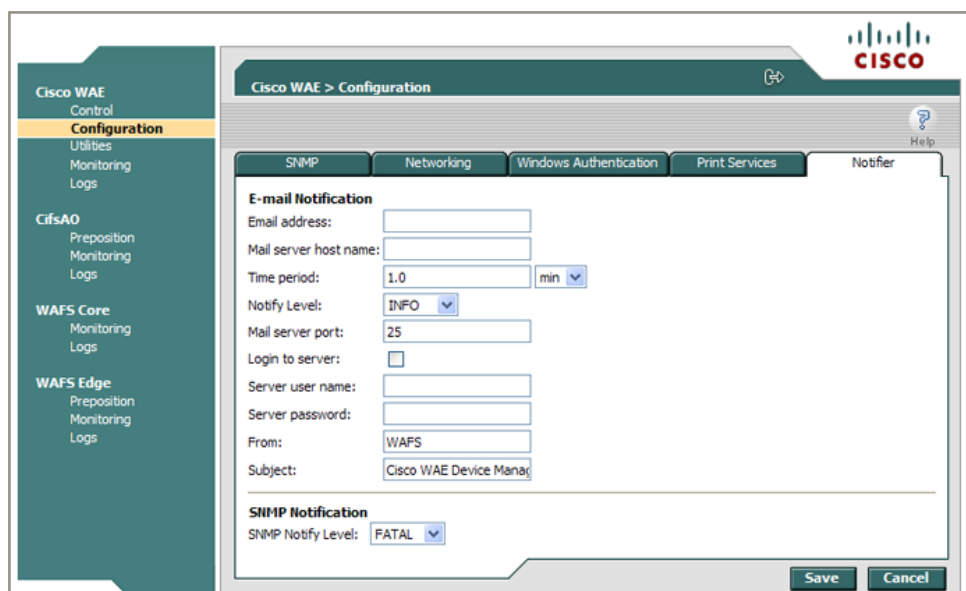 CISCO
Cisco WAE
Control
Configuration
Utilities
Monitoring
Logs
CifsAO
Preposition
Monitoring
Logs
WAFS Core
Monitoring
Logs
WAFS Edge
Preposition
Monitoring
Logs
Cisco WAE > Configuration
Help
SNMP Networking Windows Authentication Print Services Notifier
E-mail Notification
Email address:
Mail server host name:
Time period: 1.0 min
Notify Level: INFO
Mail server port: 25
Login to server:
Server user name:
Server password:
From: WAFS
Subject: Cisco WAE Device Manag
SNMP Notification
SNMP Notify Level: FATAL
Save Cancel